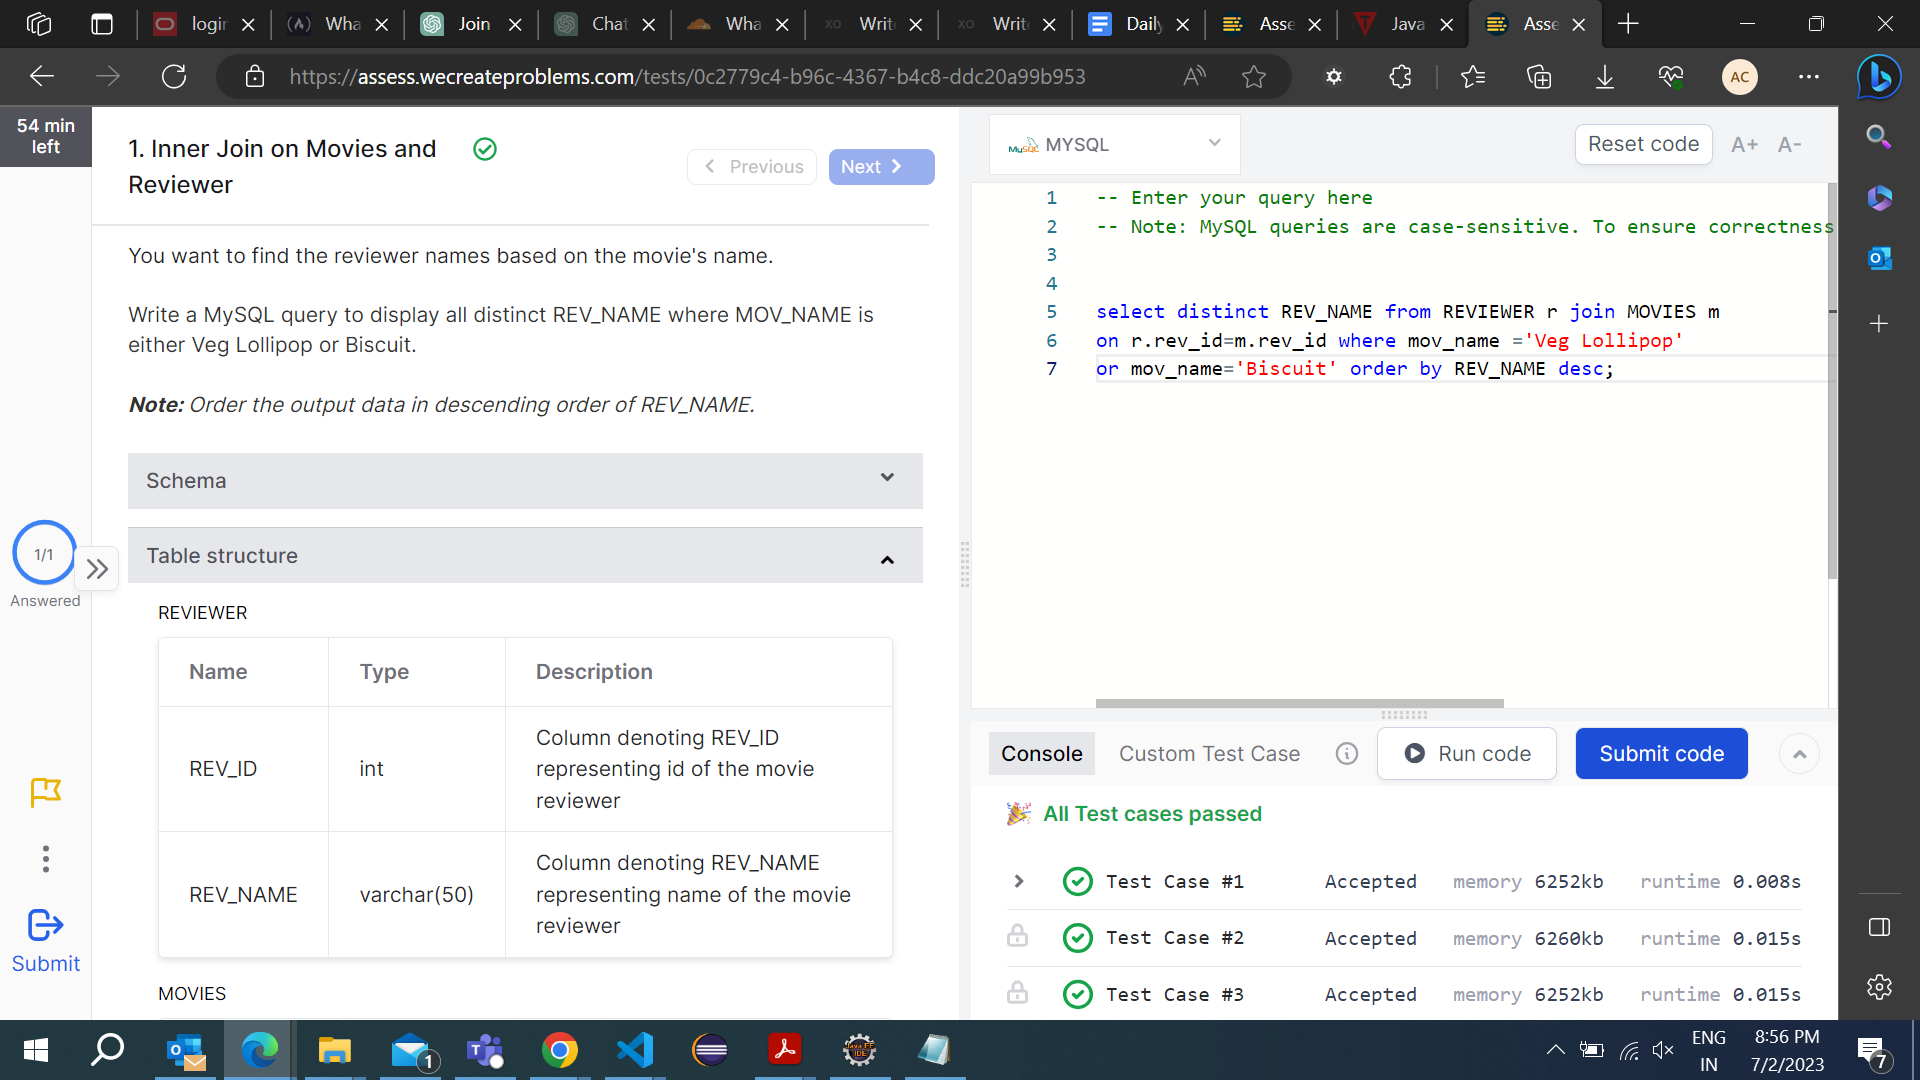 login
Wha
Join
Chat
Wha
Write
Write
Daily
Asse
Java
Asse
https://assess.wecreateproblems.com/tests/0c2779c4-b96c-4367-b4c8-ddc20a99b953
AC
54 min
left
1. Inner Join on Movies and
Reviewer
Previous
Next
You want to find the reviewer names based on the movie's name.
Write a MySQL query to display all distinct REV_NAME where MOV_NAME is
either Veg Lollipop or Biscuit.
Note: Order the output data in descending order of REV_NAME.
Schema
Table structure
REVIEWER
Name Type Description
REV_ID int Column denoting REV_ID
representing id of the movie
reviewer
REV_NAME varchar(50) Column denoting REV_NAME
representing name of the movie
reviewer
MOVIES
1/1
Answered
Submit
MySQL MYSQL
Reset code
A+
A-
1 -- Enter your query here
2 -- Note: MySQL queries are case-sensitive. To ensure correctness
3
4
5 select distinct REV_NAME from REVIEWER r join MOVIES m
6 on r.rev_id=m.rev_id where mov_name ='Veg Lollipop'
7 or mov_name='Biscuit' order by REV_NAME desc;
Console
Custom Test Case
Run code
Submit code
All Test cases passed
Test Case #1 Accepted memory 6252kb runtime 0.008s
Test Case #2 Accepted memory 6260kb runtime 0.015s
Test Case #3 Accepted memory 6252kb runtime 0.015s
1
ENG
IN
8:56 PM
7/2/2023
7